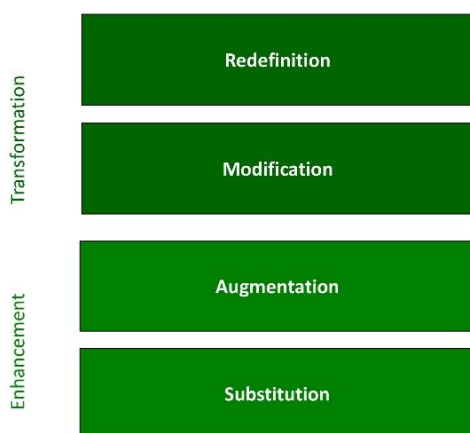 Transformation
Redefinition
Modification
Enhancement
Augmentation
Substitution